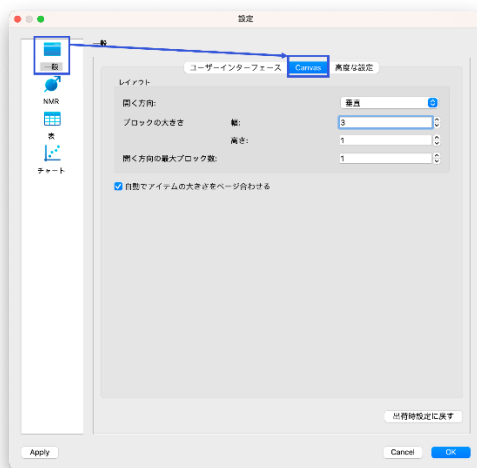 設定
一般
一般
NMR
表
チャート
ユーザーインターフェース Canvas 高度な設定
レイアウト
開く方向: 垂直
ブロックの大きさ 幅: 3
高さ: 1
開く方向の最大ブロック数: 1
自動でアイテムの大きさをページ合わせる
出荷時設定に戻す
Apply Cancel OK